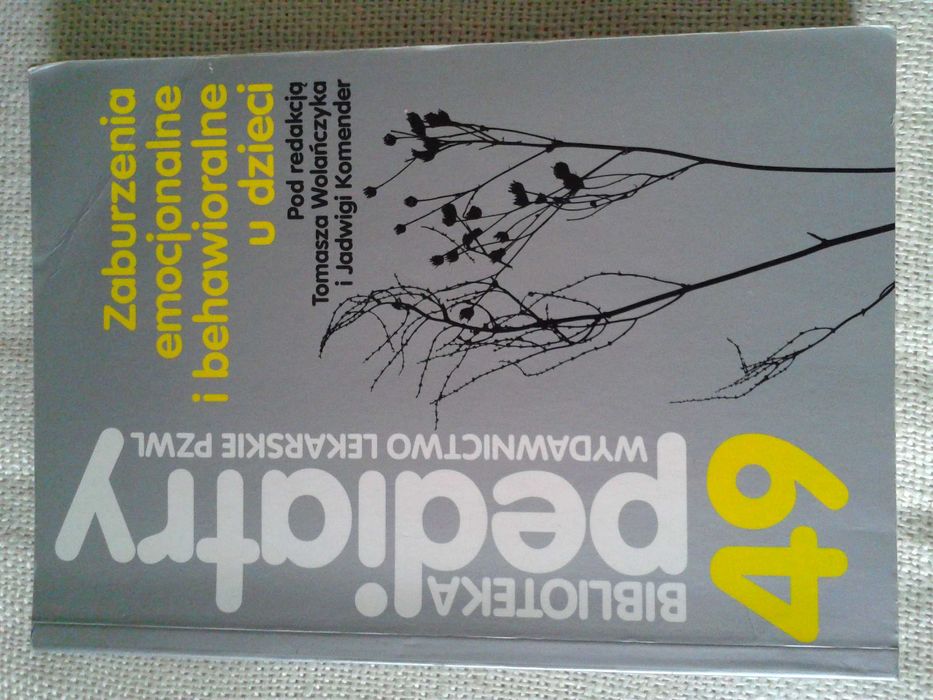 Zaburzenia
emocjonalne
i behawioralne
u dzieci
Pod redakcją
Tomasza Wolańczyka
i Jadwigi Komender
BIBLIOTEKA
pediatry
WYDAWNICTWO LEKARSKIE PZWL
49